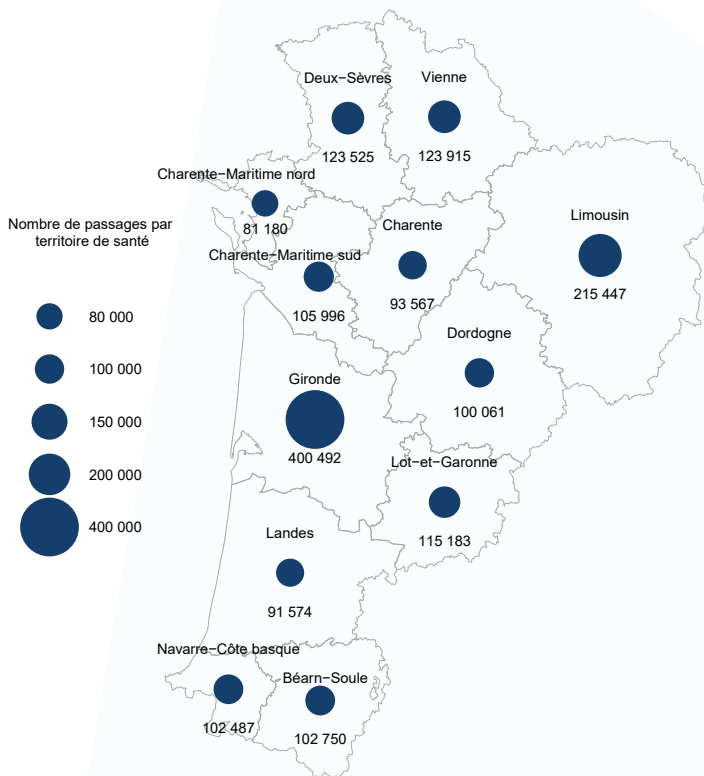 Deux−Sèvres
123 525
Vienne
123 915
Charente−Maritime nord
81 180
Nombre de passages par
territoire de santé
80 000
100 000
150 000
200 000
400 000
Charente−Maritime sud
105 996
Charente
93 567
Limousin
215 447
Dordogne
100 061
Gironde
400 492
Lot−et−Garonne
115 183
Landes
91 574
Navarre−Côte basque
102 487
Béarn−Soule
102 750